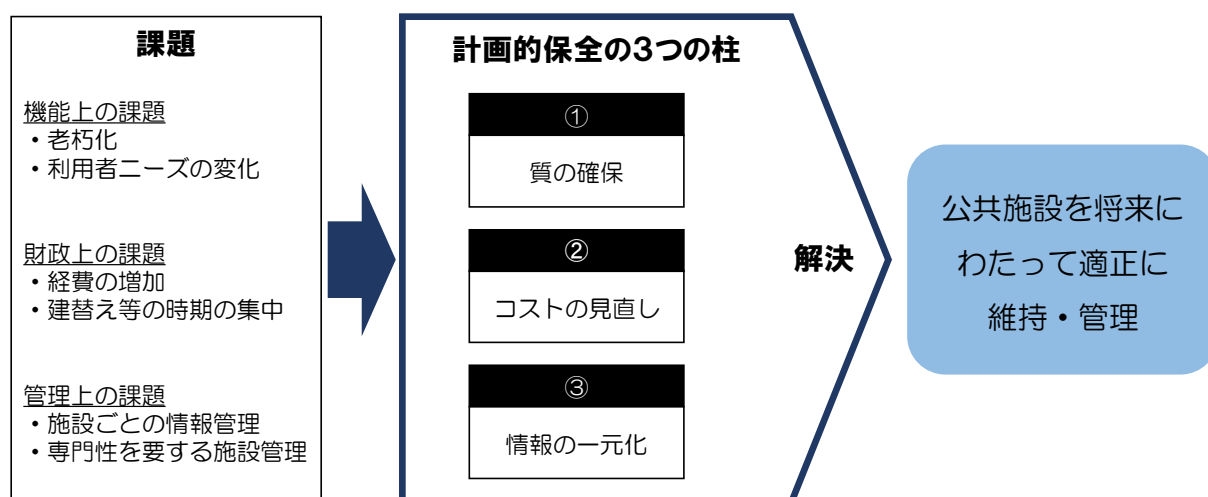 課題
機能上の課題
・老朽化
・利用者ニーズの変化
財政上の課題
・経費の増加
・建替え等の時期の集中
管理上の課題
・施設ごとの情報管理
・専門性を要する施設管理
計画的保全の3つの柱
①
質の確保
②
コストの見直し
③
情報の一元化
解決
公共施設を将来に
わたって適正に
維持・管理